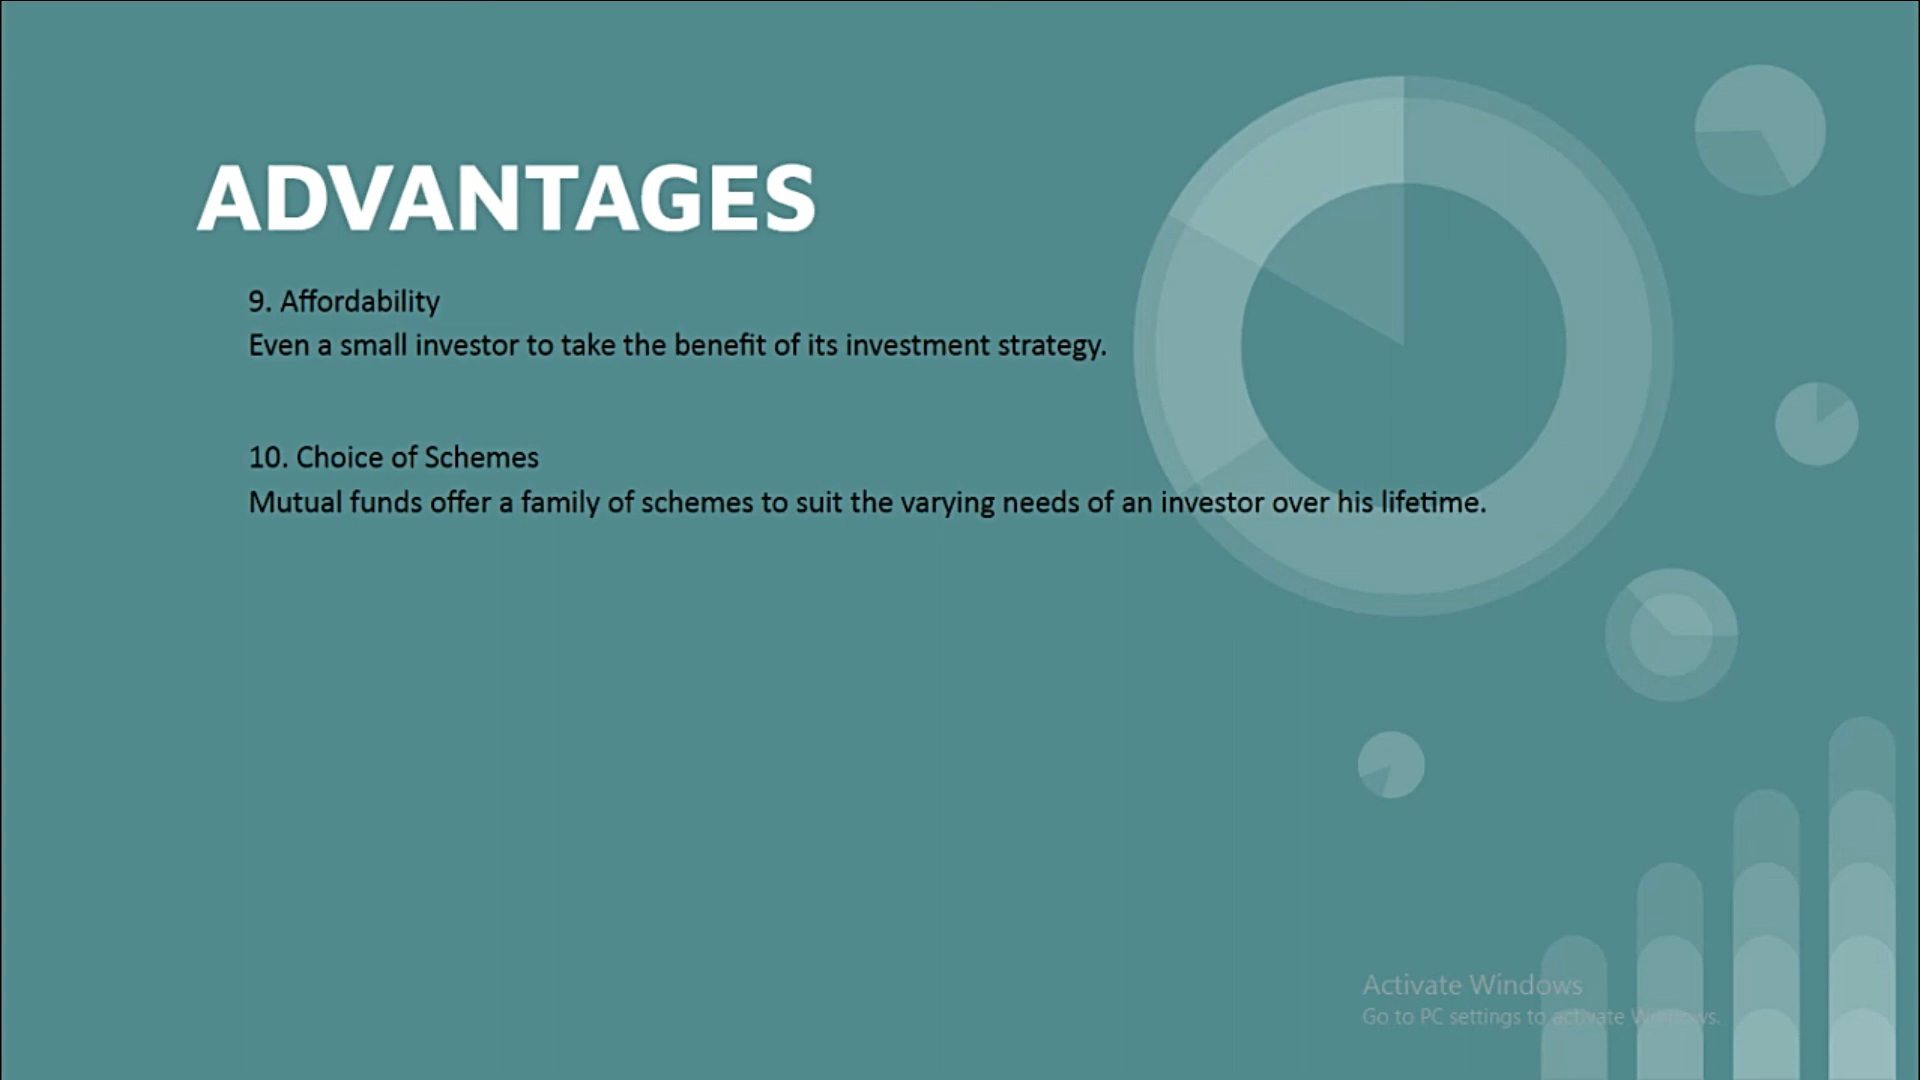 ADVANTAGES
9. Affordability
Even a small investor to take the benefit of its investment strategy.
10. Choice of Schemes
Mutual funds offer a family of schemes to suit the varying needs of an investor over his lifetime.
Activate Windows
Go to PC settings to activate Windows.